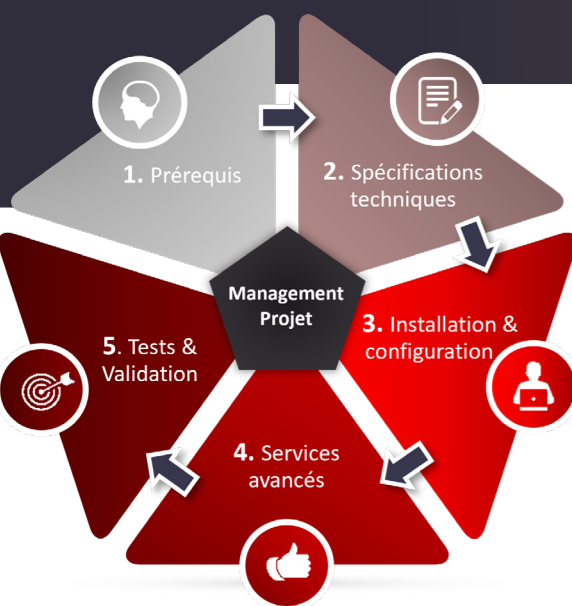 1. Prérequis
2. Spécifications
techniques
Management
Projet
3. Installation &
configuration
4. Services
avancés
5. Tests &
Validation